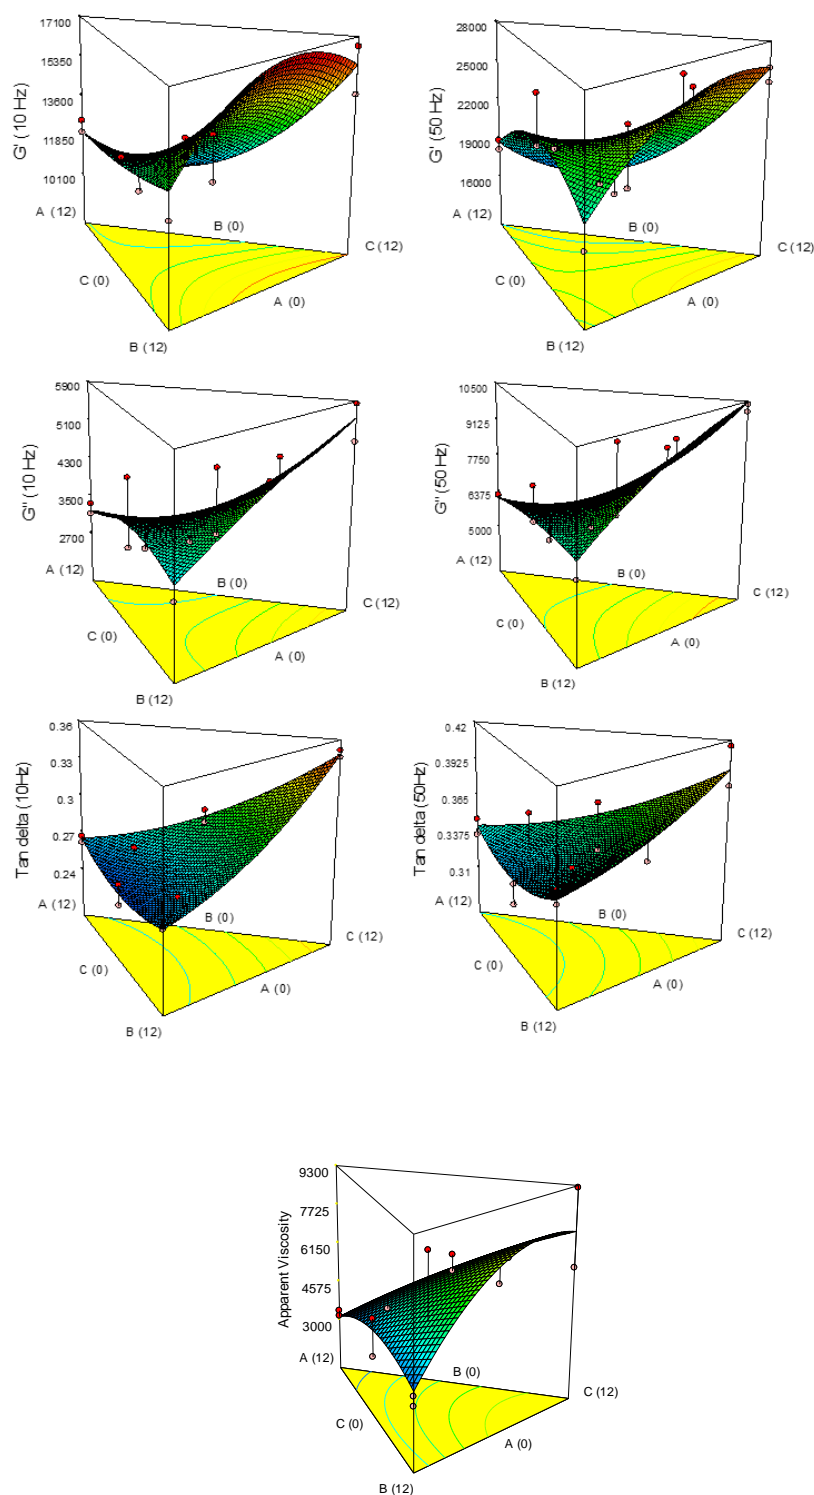 17100
15350
13600
11850
10100
G' (10 Hz)
A (12)
B (0)
C (12)
C (0)
A (0)
B (12)
28000
25000
22000
19000
16000
G' (50 Hz)
A (12)
B (0)
C (12)
C (0)
A (0)
B (12)
5900
5100
4300
3500
2700
G'' (10 Hz)
A (12)
B (0)
C (12)
C (0)
A (0)
B (12)
10500
9125
7750
6375
5000
G'' (50 Hz)
A (12)
B (0)
C (12)
C (0)
A (0)
B (12)
0.36
0.33
0.3
0.27
0.24
Tan delta (10Hz)
A (12)
B (0)
C (12)
C (0)
A (0)
B (12)
0.42
0.3925
0.365
0.3375
0.31
Tan delta (50Hz)
A (12)
B (0)
C (12)
C (0)
A (0)
B (12)
9300
7725
6150
4575
3000
Apparent Viscosity
A (12)
B (0)
C (12)
C (0)
A (0)
B (12)